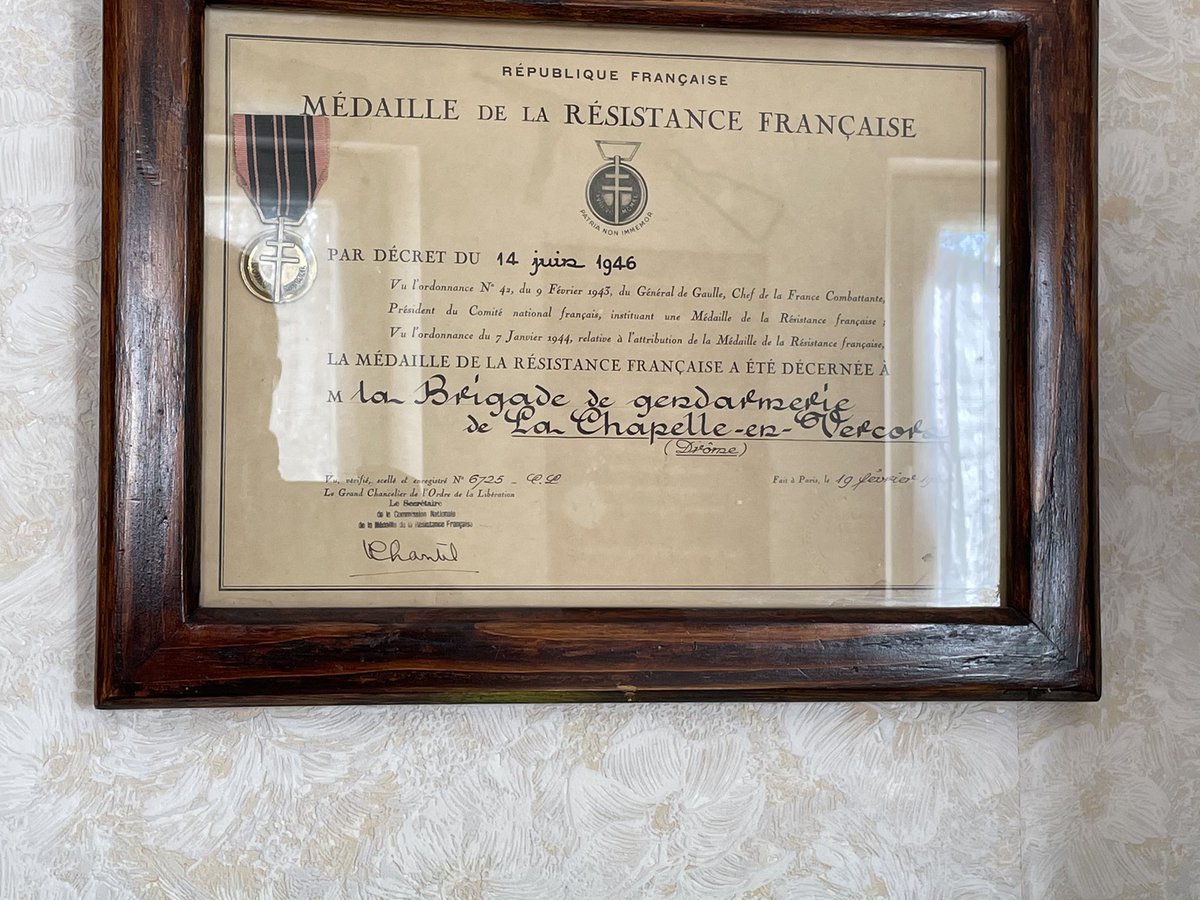 RÉPUBLIQUE FRANÇAISE
MÉDAILLE DE LA RÉSISTANCE FRANÇAISE
PATRIA NON IMMEMOR
PAR DÉCRET DU 14 juin 1946
Vu l'ordonnance N° 42, du 9 Février 1943, du Général de Gaulle, Chef de la France Combattante,
Président du Comité national français, instituant une Médaille de la Résistance française ;
Vu l'ordonnance du 7 Janvier 1944, relative à l'attribution de la Médaille de la Résistance française,
LA MÉDAILLE DE LA RÉSISTANCE FRANÇAISE A ÉTÉ DÉCERNÉE À
M la Brigade de gendarmerie
de La Chapelle-en-Vercors
(Drôme)
Vu, vérifié, scellé et enregistré N° 6725 - C.L
Le Grand Chancelier de l'Ordre de la Libération
Le Secrétaire
de la Commission Nationale
de la Médaille de la Résistance Française
Fait à Paris, le 19 février